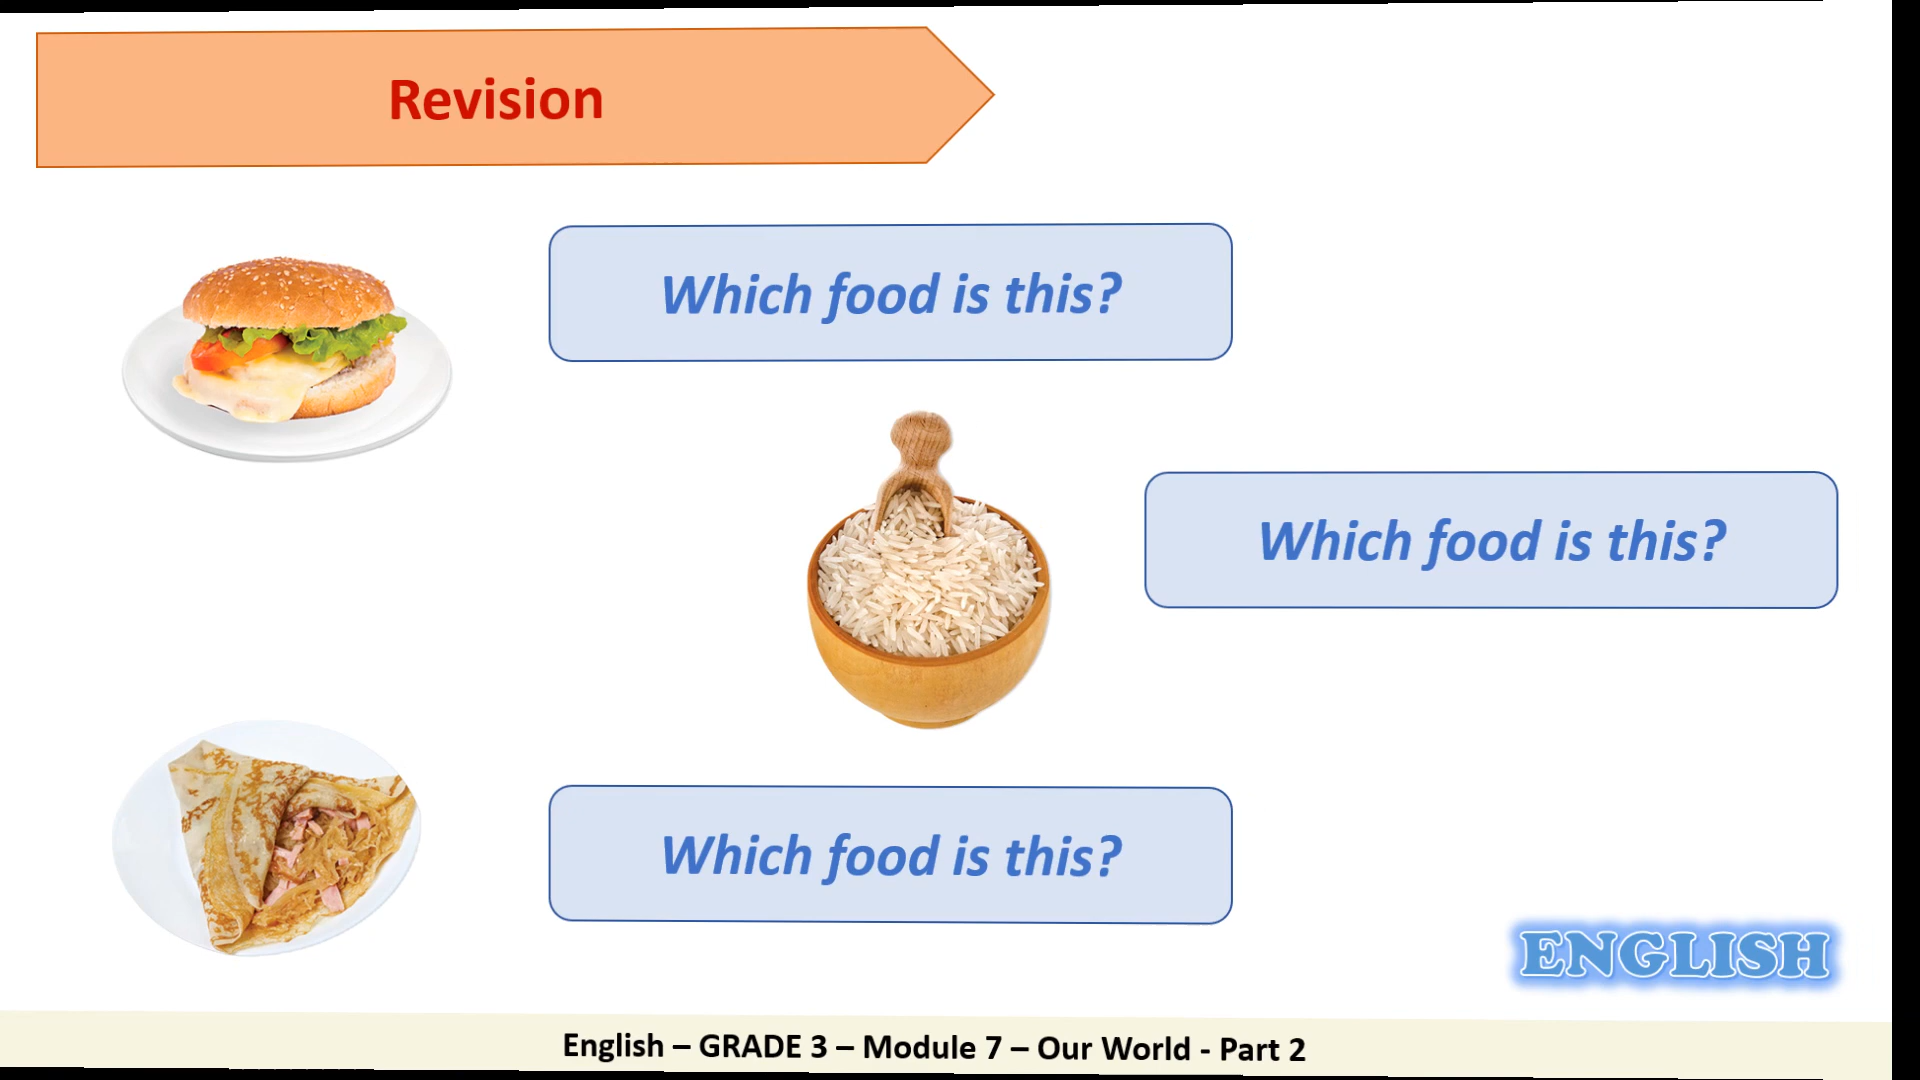 Revision
Which food is this?
Which food is this?
Which food is this?
ENGLISH
English – GRADE 3 – Module 7 – Our World - Part 2